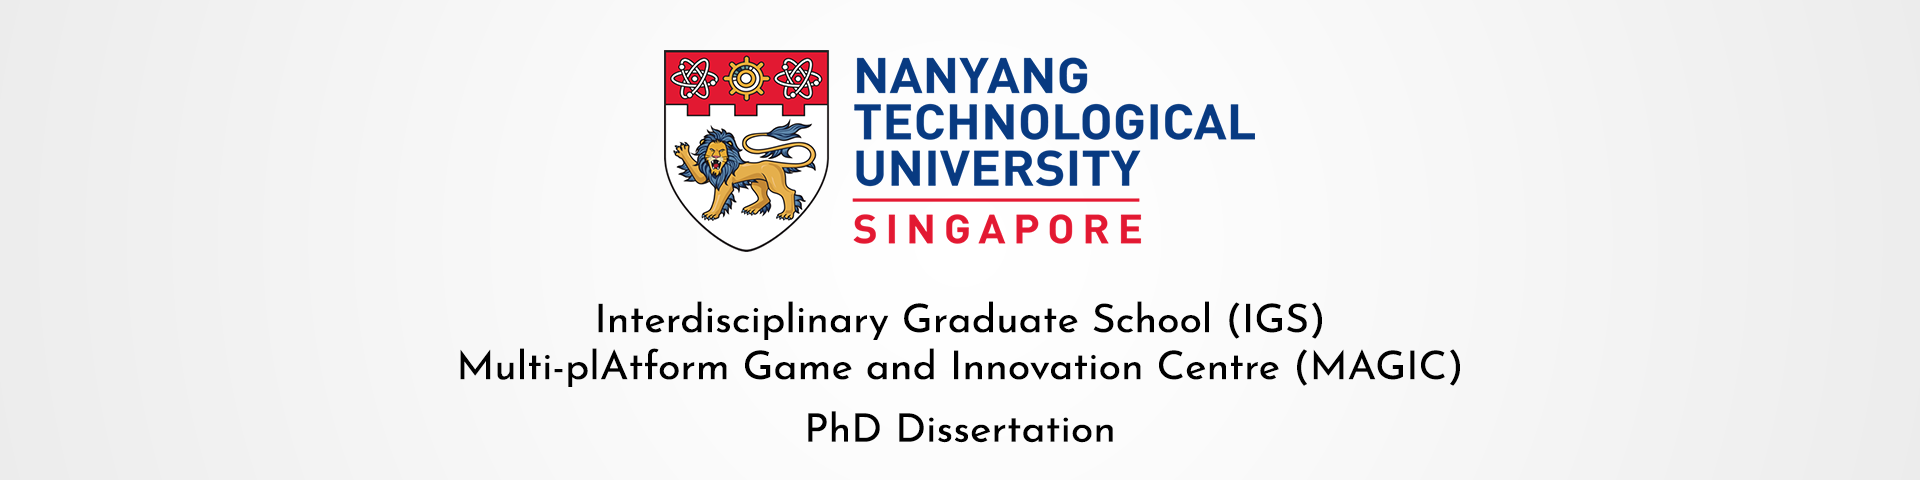 NANYANG
TECHNOLOGICAL
UNIVERSITY
SINGAPORE
Interdisciplinary Graduate School (IGS)
Multi-plAtform Game and Innovation Centre (MAGIC)
PhD Dissertation